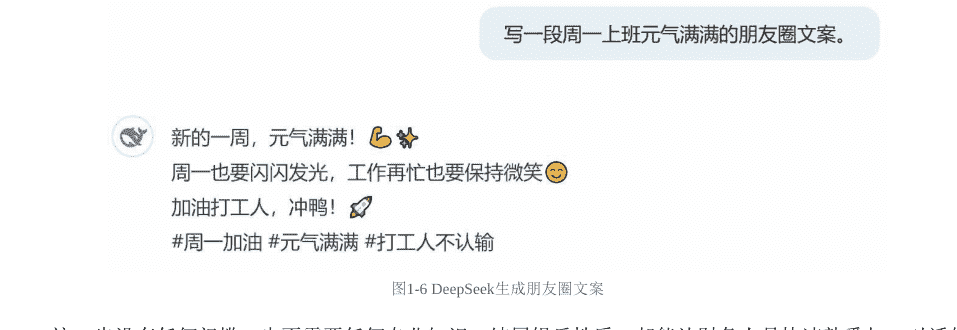 写一段周一上班元气满满的朋友圈文案。
新的一周，元气满满！💪✨
周一也要闪闪发光，工作再忙也要保持微笑😊
加油打工人，冲鸭！🚀
#周一加油 #元气满满 #打工人不认输
图1-6 DeepSeek生成朋友圈文案